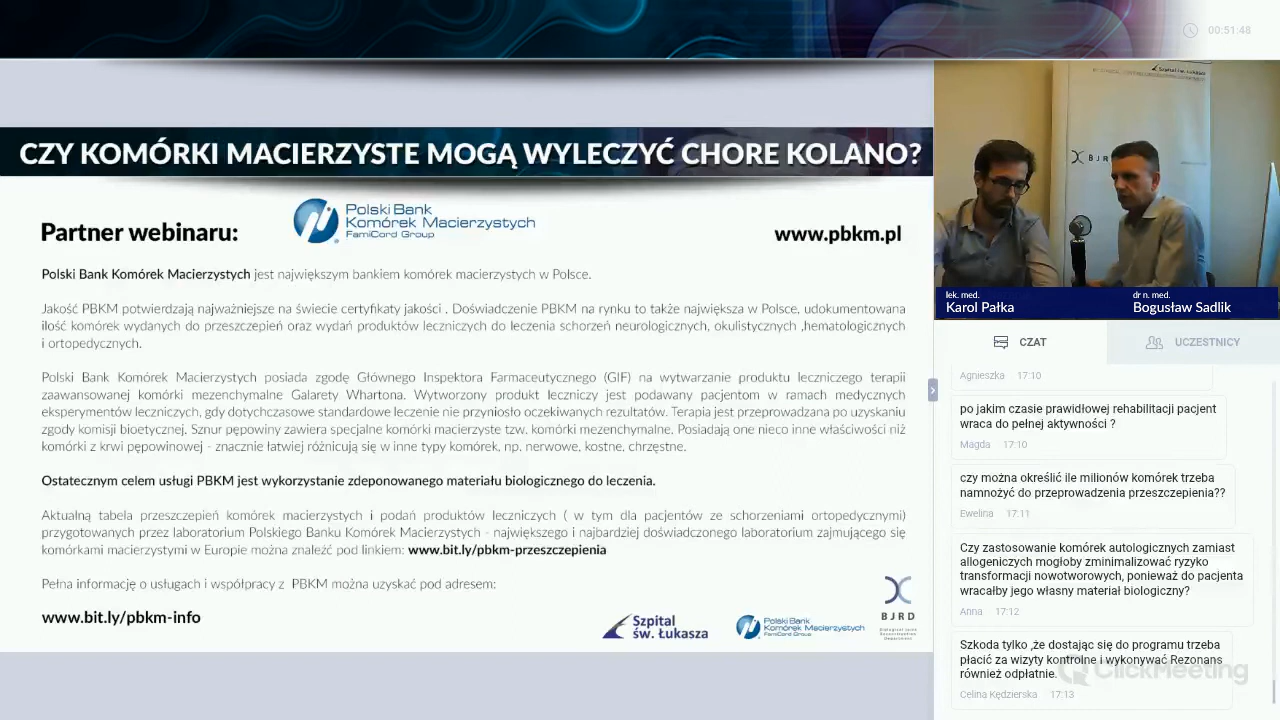 00:51:48
CZY KOMÓRKI MACIERZYSTE MOGĄ WYLECZYĆ CHORE KOLANO?
Partner webinaru:
Polski Bank
Komórek Macierzystych
FamiCord Group
www.pbkm.pl
Polski Bank Komórek Macierzystych jest największym bankiem komórek macierzystych w Polsce.
Jakość PBKM potwierdzają najważniejsze na świecie certyfikaty jakości . Doświadczenie PBKM na rynku to także największa w Polsce, udokumentowana
ilość komórek wydanych do przeszczepień oraz wydań produktów leczniczych do leczenia schorzeń neurologicznych, okulistycznych ,hematologicznych
i ortopedycznych.
Polski Bank Komórek Macierzystych posiada zgodę Głównego Inspektora Farmaceutycznego (GIF) na wytwarzanie produktu leczniczego terapii
zaawansowanej komórki mezenchymalne Galarety Whartona. Wytworzony produkt leczniczy jest podawany pacjentom w ramach medycznych
eksperymentów leczniczych, gdy dotychczasowe standardowe leczenie nie przyniosło oczekiwanych rezultatów. Terapia jest przeprowadzana po uzyskaniu
zgody komisji bioetycznej. Sznur pępowiny zawiera specjalne komórki macierzyste tzw. komórki mezenchymalne. Posiadają one nieco inne właściwości niż
komórki z krwi pępowinowej - znacznie łatwiej różnicują się w inne typy komórek, np. nerwowe, kostne, chrzęstne.
Ostatecznym celem usługi PBKM jest wykorzystanie zdeponowanego materiału biologicznego do leczenia.
Aktualną tabela przeszczepień komórek macierzystych i podań produktów leczniczych ( w tym dla pacjentów ze schorzeniami ortopedycznymi)
przygotowanych przez laboratorium Polskiego Banku Komórek Macierzystych - największego i najbardziej doświadczonego laboratorium zajmującego się
komórkami macierzystymi w Europie można znaleźć pod linkiem: www.bit.ly/pbkm-przeszczepienia
Pełna informację o usługach i współpracy z PBKM można uzyskać pod adresem:
www.bit.ly/pbkm-info
Szpital
św. Łukasza
Polski Bank
Komórek Macierzystych
FamiCord Group
BJRD
Szpital św. Łukasza
BJR
lek. med.
Karol Pałka
dr n. med.
Bogusław Sadlik
CZAT
UCZESTNICY
Agnieszka 17:10
po jakim czasie prawidłowej rehabilitacji pacjent
wraca do pełnej aktywności ?
Magda 17:10
czy można określić ile milionów komórek trzeba
namnożyć do przeprowadzenia przeszczepienia??
Ewelina 17:11
Czy zastosowanie komórek autologicznych zamiast
allogeniczych mogłoby zminimalizować ryzyko
transformacji nowotworowych, ponieważ do pacjenta
wracałby jego własny materiał biologiczny?
Anna 17:12
Szkoda tylko ,że dostając się do programu trzeba
płacić za wizyty kontrolne i wykonywać Rezonans
również odpłatnie.
ClickMeeting
Celina Kędzierska 17:13